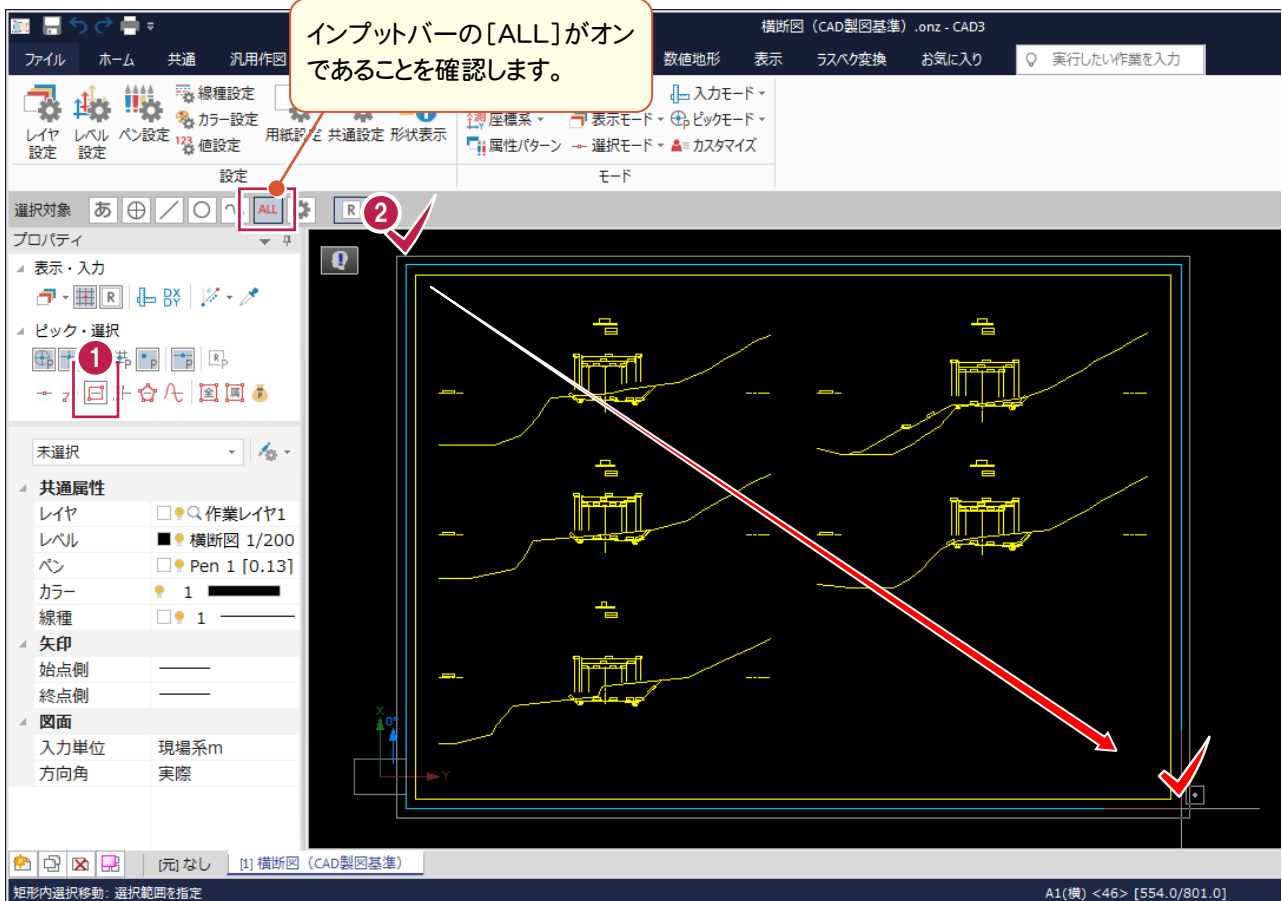 インプットバーの［ALL］がオン
であることを確認します。
横断図（CAD製図基準）.onz - CAD3
ファイル ホーム 共通 汎用作図 数値地形 表示 ラスベク変換 お気に入り 実行したい作業を入力
レイヤ設定 レベル設定 ペン設定 線種設定 カラー設定 123 値設定 用紙設定 共通設定 形状表示
座標系 属性パターン 表示モード 選択モード 入力モード ピックモード カスタマイズ
設定 モード
選択対象 あ ALL R 2
プロパティ
表示・入力
R DX DY
ピック・選択
1
全 属 P
未選択
共通属性
レイヤ 作業レイヤ1
レベル 横断図 1/200
ペン Pen 1 [0.13]
カラー 1
線種 1
矢印
始点側
終点側
図面
入力単位 現場系m
方向角 実際
X 0° Y
[元] なし [1] 横断図（CAD製図基準）
矩形内選択移動: 選択範囲を指定 A1(横) <46> [554.0/801.0]